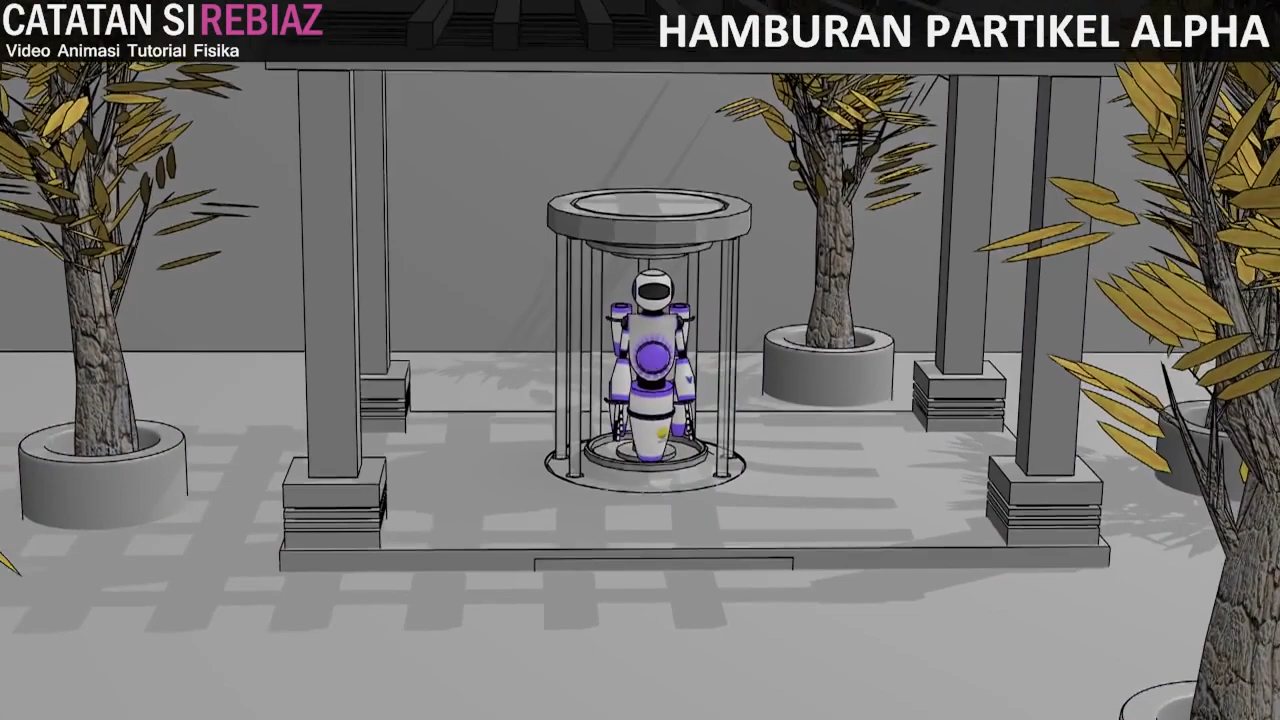 CATATAN SI REBIAZ
Video Animasi Tutorial Fisika
HAMBURAN PARTIKEL ALPHA